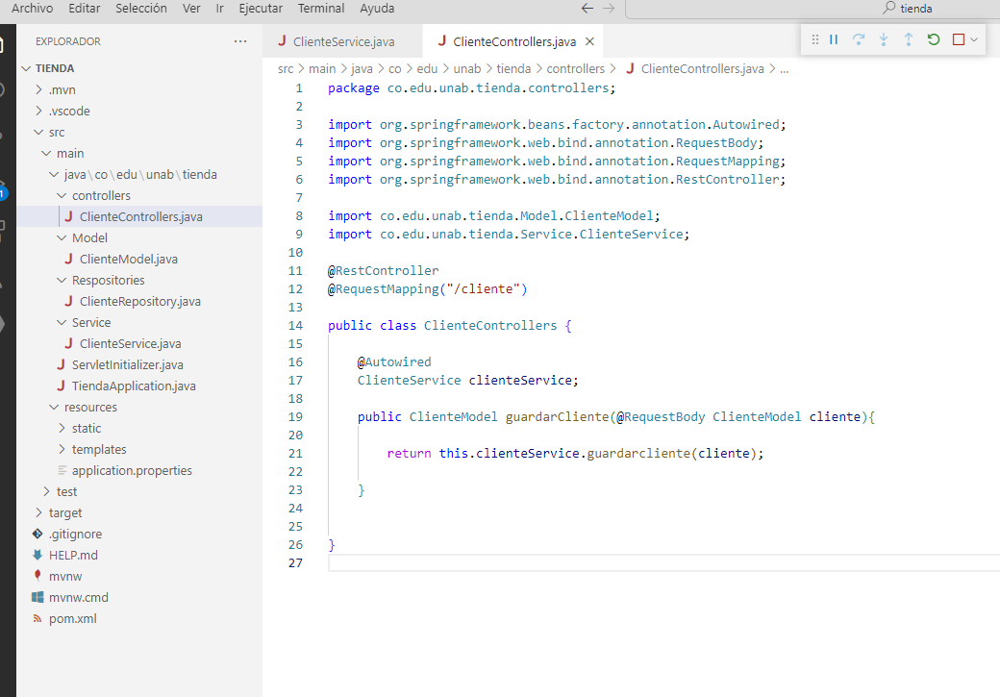 Archivo Editar Selección Ver Ir Ejecutar Terminal Ayuda
tienda
EXPLORADOR
TIENDA
.mvn
.vscode
src
main
java\co\edu\unab\tienda
controllers
J ClienteControllers.java
Model
J ClienteModel.java
Respositories
J ClienteRepository.java
Service
J ClienteService.java
J ServletInitializer.java
J TiendaApplication.java
resources
static
templates
application.properties
test
target
.gitignore
HELP.md
mvnw
mvnw.cmd
pom.xml
1
J ClienteService.java
J ClienteControllers.java
src > main > java > co > edu > unab > tienda > controllers > J ClienteControllers.java > ...
1 package co.edu.unab.tienda.controllers;
2
3 import org.springframework.beans.factory.annotation.Autowired;
4 import org.springframework.web.bind.annotation.RequestBody;
5 import org.springframework.web.bind.annotation.RequestMapping;
6 import org.springframework.web.bind.annotation.RestController;
7
8 import co.edu.unab.tienda.Model.ClienteModel;
9 import co.edu.unab.tienda.Service.ClienteService;
10
11 @RestController
12 @RequestMapping("/cliente")
13
14 public class ClienteControllers {
15
16 @Autowired
17 ClienteService clienteService;
18
19 public ClienteModel guardarCliente(@RequestBody ClienteModel cliente){
20
21 return this.clienteService.guardarcliente(cliente);
22
23 }
24
25
26 }
27